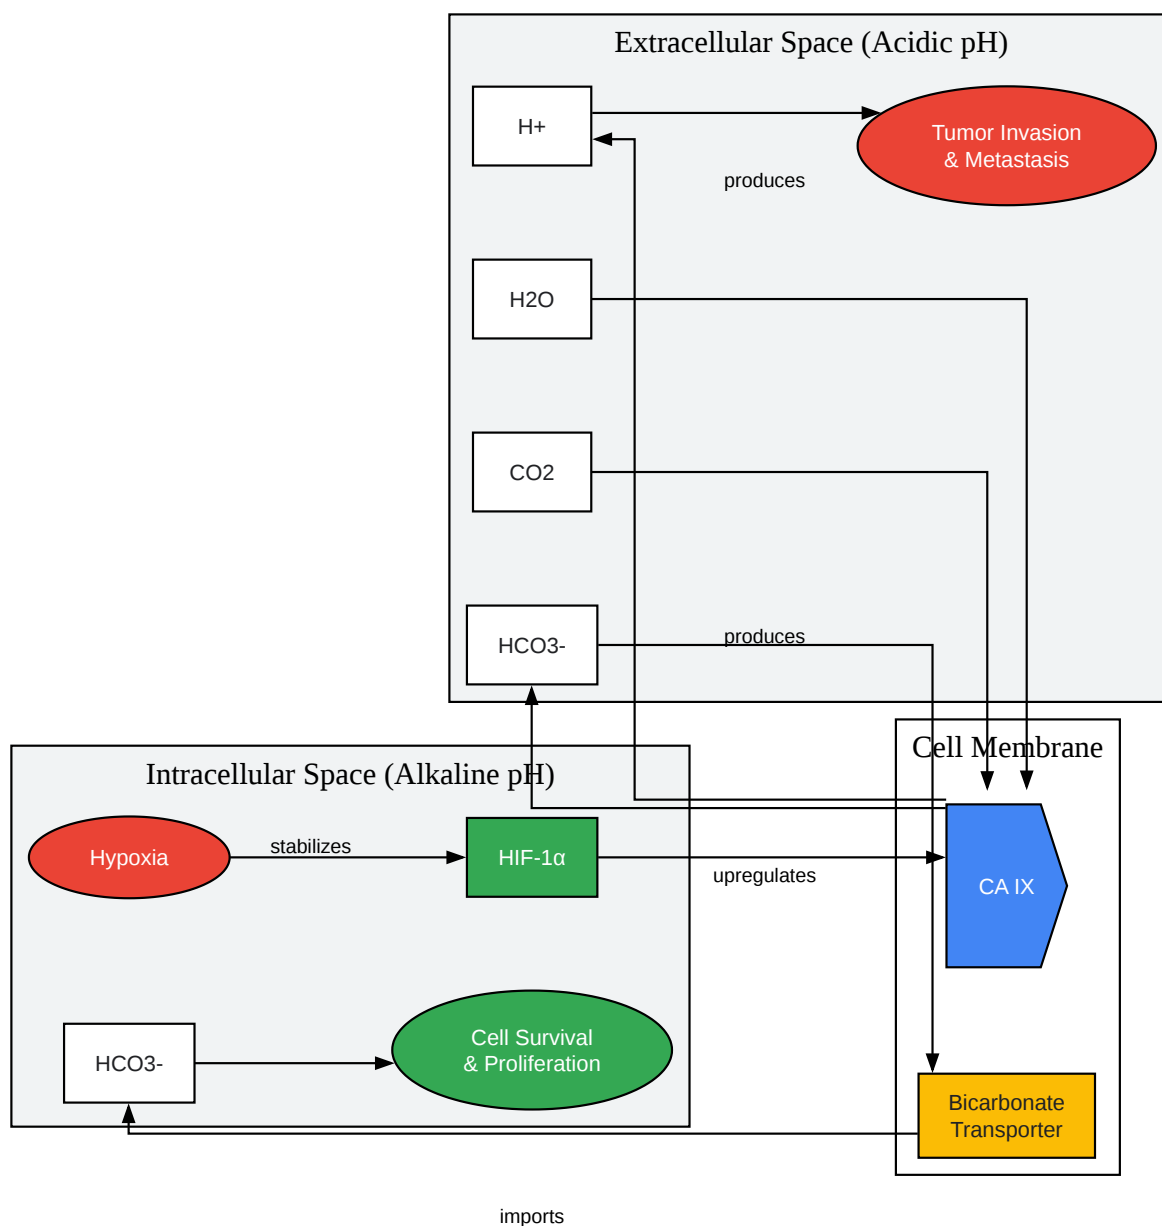 Extracellular Space (Acidic pH)
H+
Tumor Invasion
& Metastasis
produces
H2O
CO2
HCO3-
produces
Cell Membrane
Intracellular Space (Alkaline pH)
Hypoxia
stabilizes
HIF-1α
upregulates
CA IX
HCO3-
Cell Survival
& Proliferation
Bicarbonate
Transporter
imports